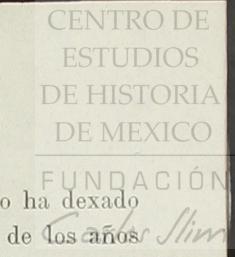 CENTRO DE
ESTUDIOS
DE HISTORIA
DE MEXICO
FUNDACIÓN
o ha dexado
Carlos Slim
de los años